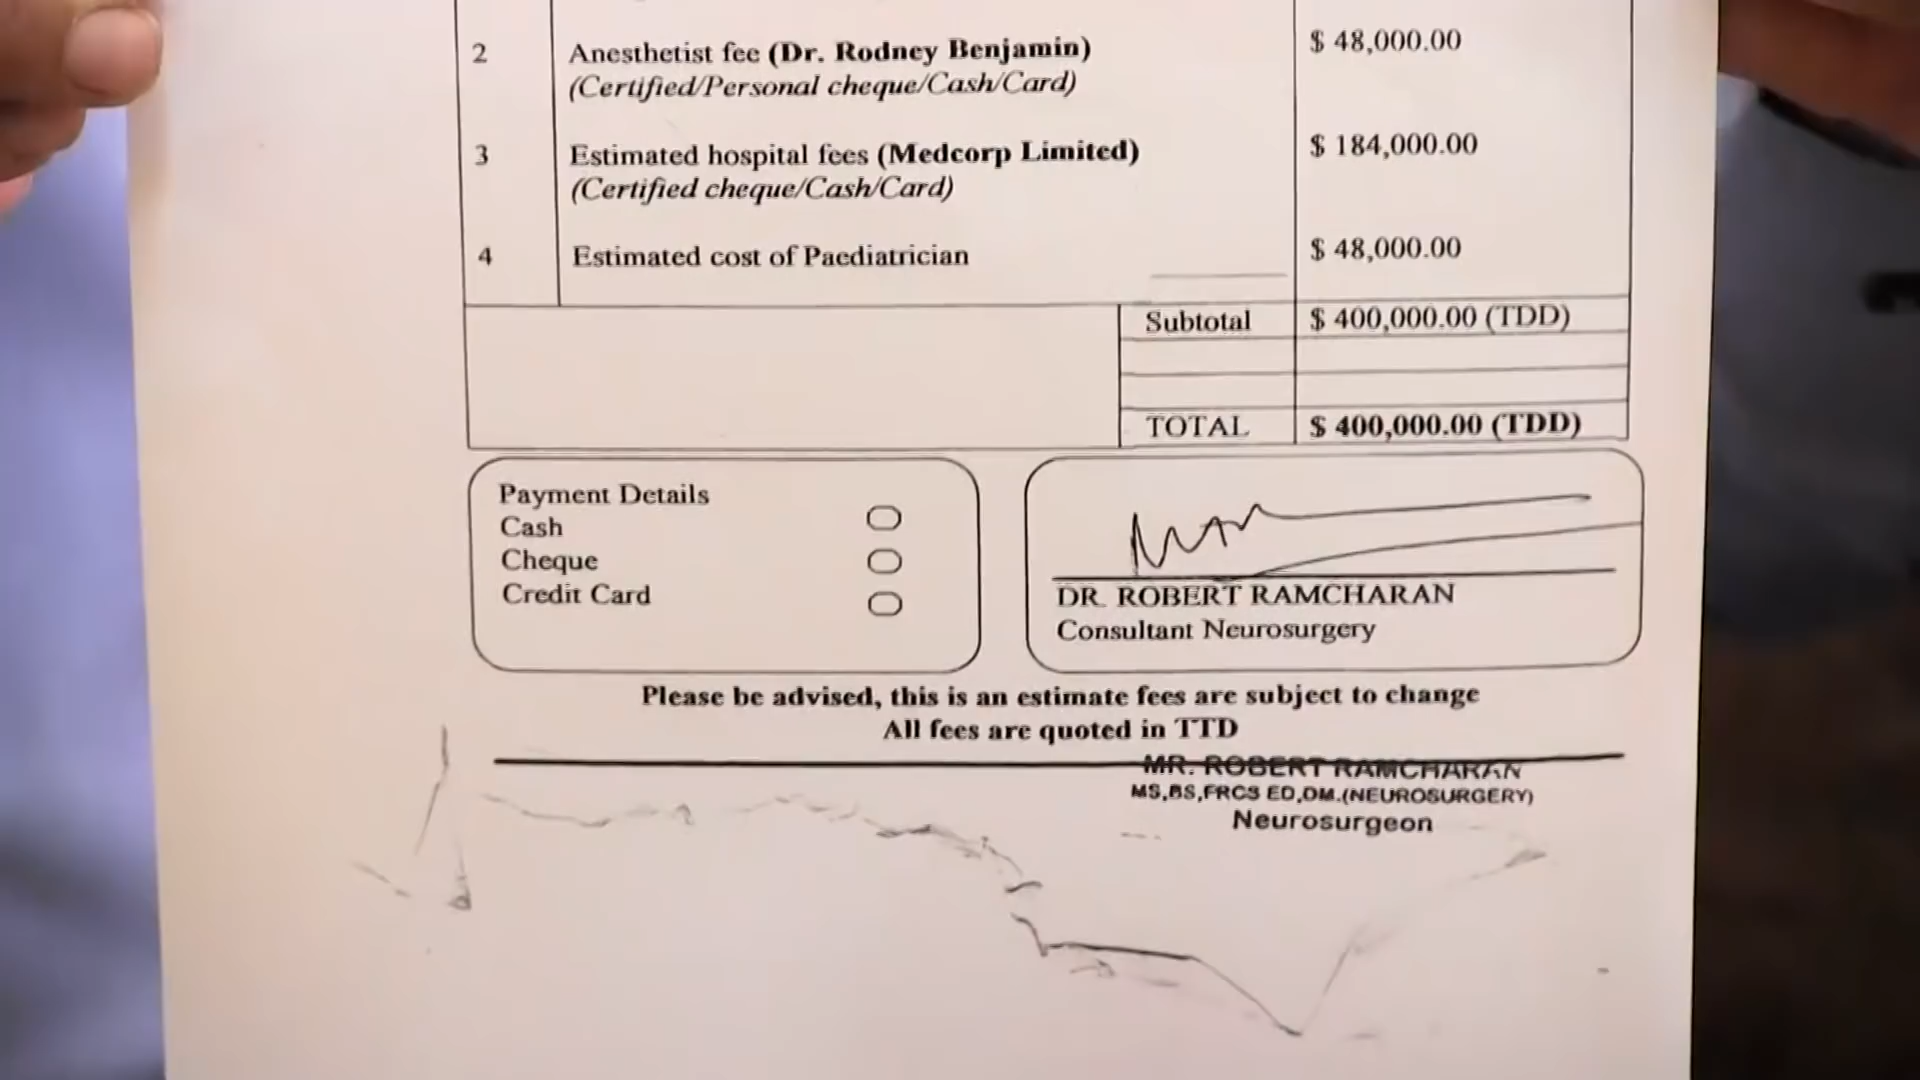 2 Anesthetist fee (Dr. Rodney Benjamin) $ 48,000.00
(Certified/Personal cheque/Cash/Card)
3 Estimated hospital fees (Medcorp Limited) $ 184,000.00
(Certified cheque/Cash/Card)
4 Estimated cost of Paediatrician $ 48,000.00
Subtotal $ 400,000.00 (TDD)
TOTAL $ 400,000.00 (TDD)
Payment Details
Cash
Cheque
Credit Card
DR. ROBERT RAMCHARAN
Consultant Neurosurgery
Please be advised, this is an estimate fees are subject to change
All fees are quoted in TTD
MR. ROBERT RAMCHARAN
MS,BS,FRCS ED,DM.(NEUROSURGERY)
Neurosurgeon